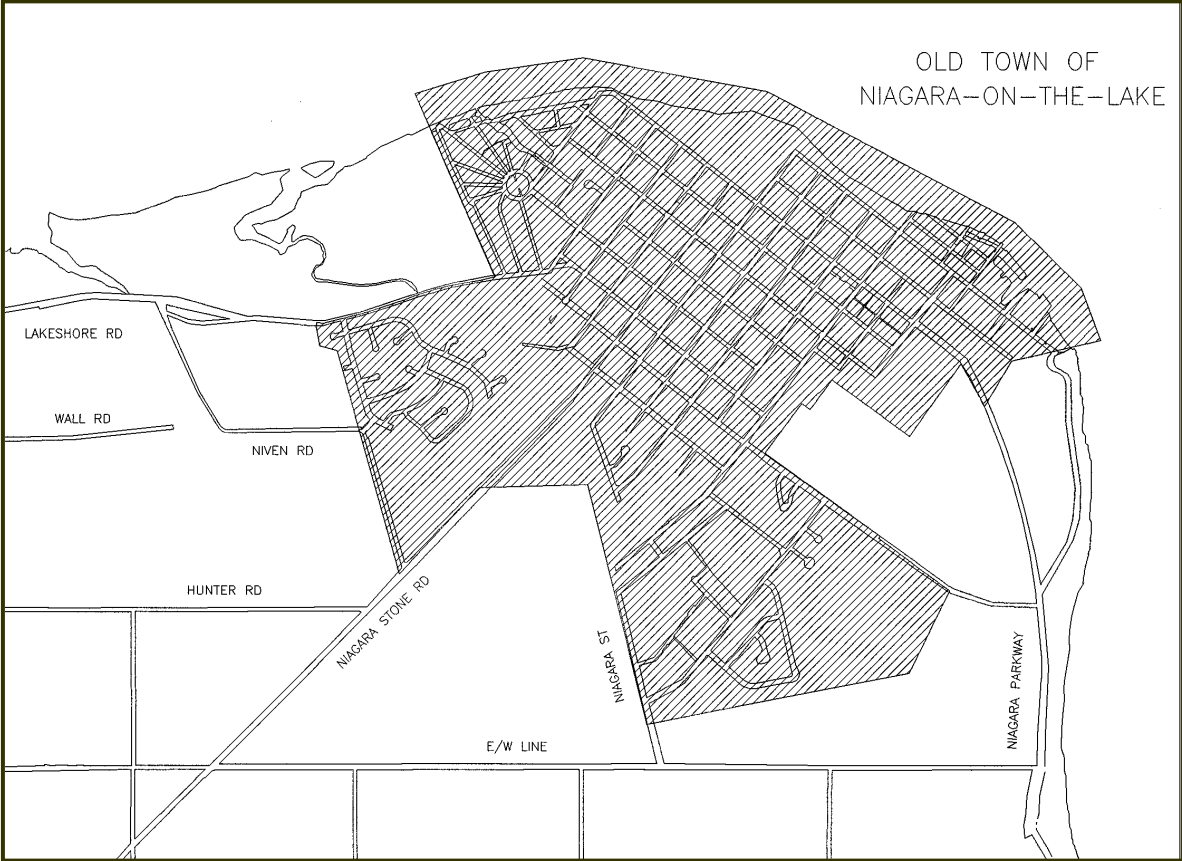 OLD TOWN OF
NIAGARA-ON-THE-LAKE
LAKESHORE RD
WALL RD
NIVEN RD
HUNTER RD
NIAGARA STONE RD
NIAGARA ST
NIAGARA PARKWAY
E/W LINE